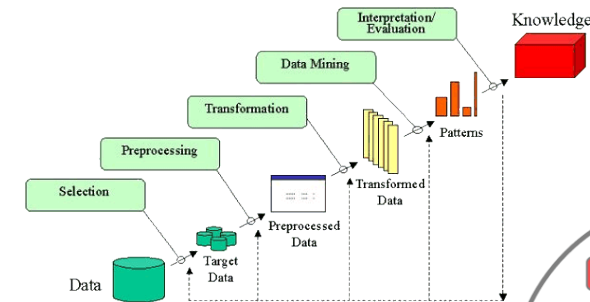 Interpretation/
Evaluation
Knowledge
Data Mining
Transformation
Patterns
Preprocessing
Transformed
Data
Selection
Preprocessed
Data
Target
Data
Data